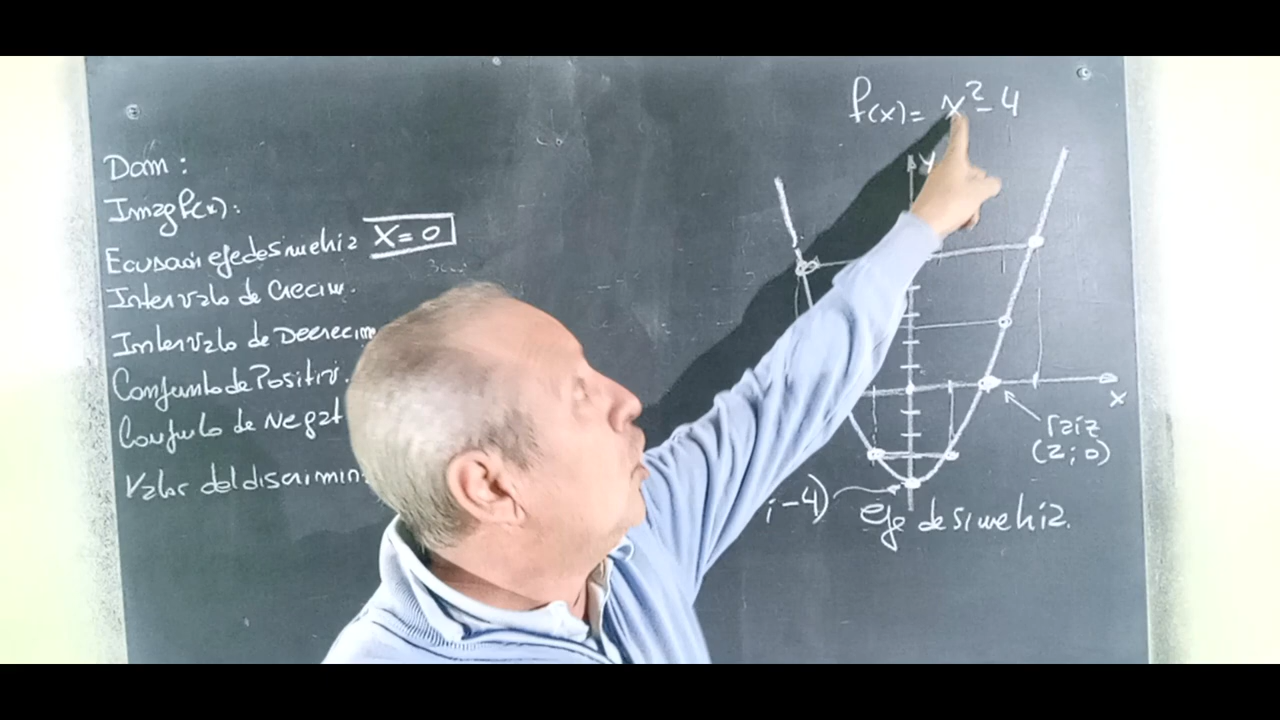 Dom :
Imag f(x):
Ecuacion eje de simetria X=0
Intervalo de Crecim.
Intervalo de Decrecim
Conjunto de Positiv.
Conjunto de Negat
Valor del discrimin
f(x)= x²-4
y
x
raiz
(2;0)
;-4)
eje de simetria.